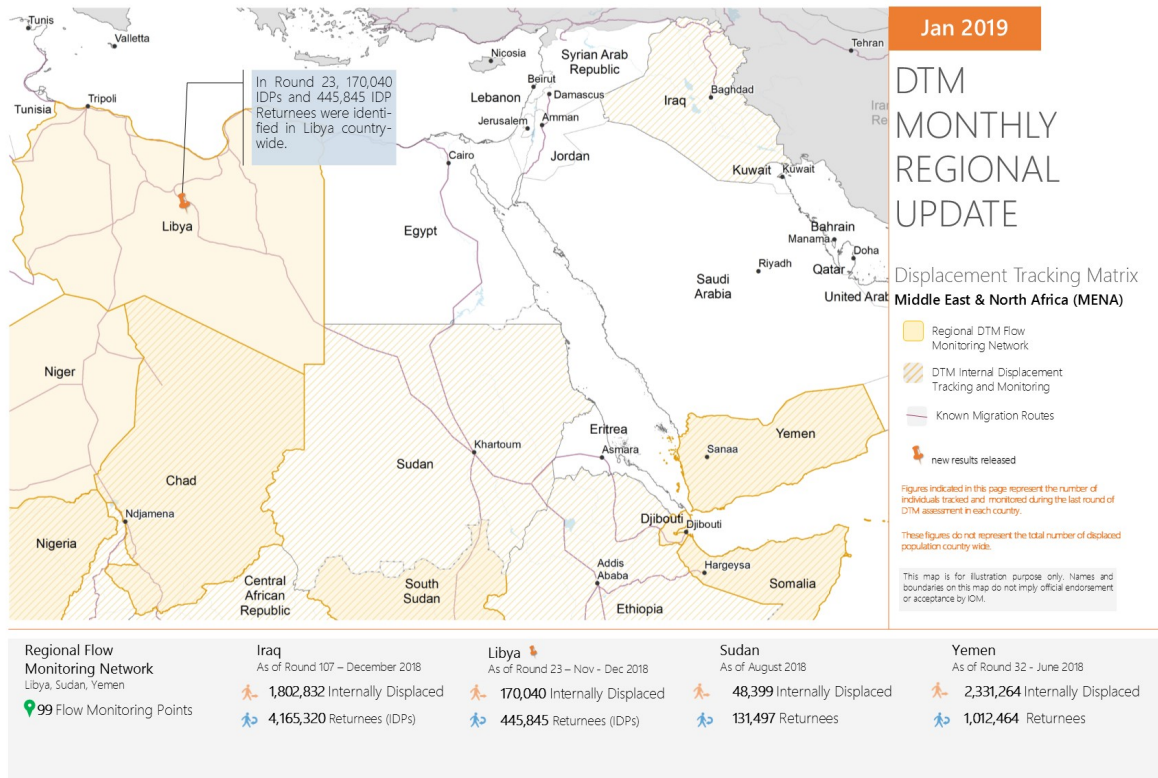 Jan 2019
DTM
MONTHLY
REGIONAL
UPDATE
Displacement Tracking Matrix
Middle East & North Africa (MENA)
Regional DTM Flow
Monitoring Network
DTM Internal Displacement
Tracking and Monitoring
Known Migration Routes
new results released
Figures indicated in this page represent the number of
individuals tracked and monitored during the last round of
DTM assessment in each country.
These figures do not represent the total number of displaced
population country wide.
This map is for illustration purpose only. Names and
boundaries on this map do not imply official endorsement
or acceptance by IOM.
In Round 23, 170,040
IDPs and 445,845 IDP
Returnees were identi-
fied in Libya country-
wide.
Tunis
Valletta
Tunisia
Tripoli
Libya
Nicosia
Syrian Arab
Republic
Beirut
Lebanon
Damascus
Jerusalem
Amman
Jordan
Iraq
Baghdad
Tehran
Kuwait
Kuwait
Cairo
Egypt
Bahrain
Manama
Doha
Qatar
Riyadh
Saudi
Arabia
United Arab
Niger
Chad
Ndjamena
Nigeria
Sudan
Khartoum
Eritrea
Asmara
Sanaa
Yemen
Djibouti
Djibouti
Hargeysa
Somalia
Addis
Ababa
Ethiopia
South
Sudan
Central
African
Republic
Regional Flow
Monitoring Network
Libya, Sudan, Yemen
99 Flow Monitoring Points
Iraq
As of Round 107 – December 2018
1,802,832 Internally Displaced
4,165,320 Returnees (IDPs)
Libya
As of Round 23 – Nov - Dec 2018
170,040 Internally Displaced
445,845 Returnees (IDPs)
Sudan
As of August 2018
48,399 Internally Displaced
131,497 Returnees
Yemen
As of Round 32 - June 2018
2,331,264 Internally Displaced
1,012,464 Returnees